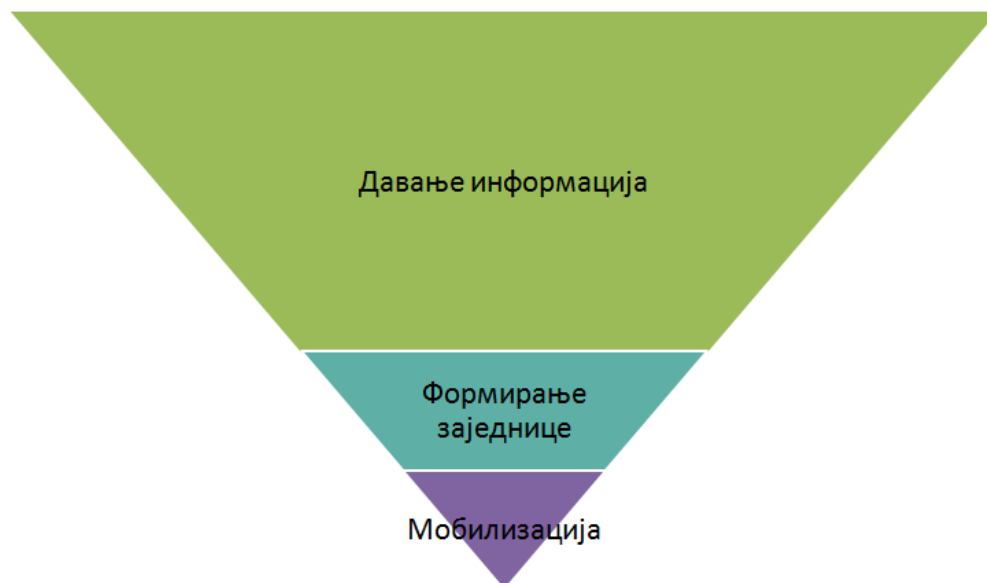 Давање информација
Формирање
заједнице
Мобилизација